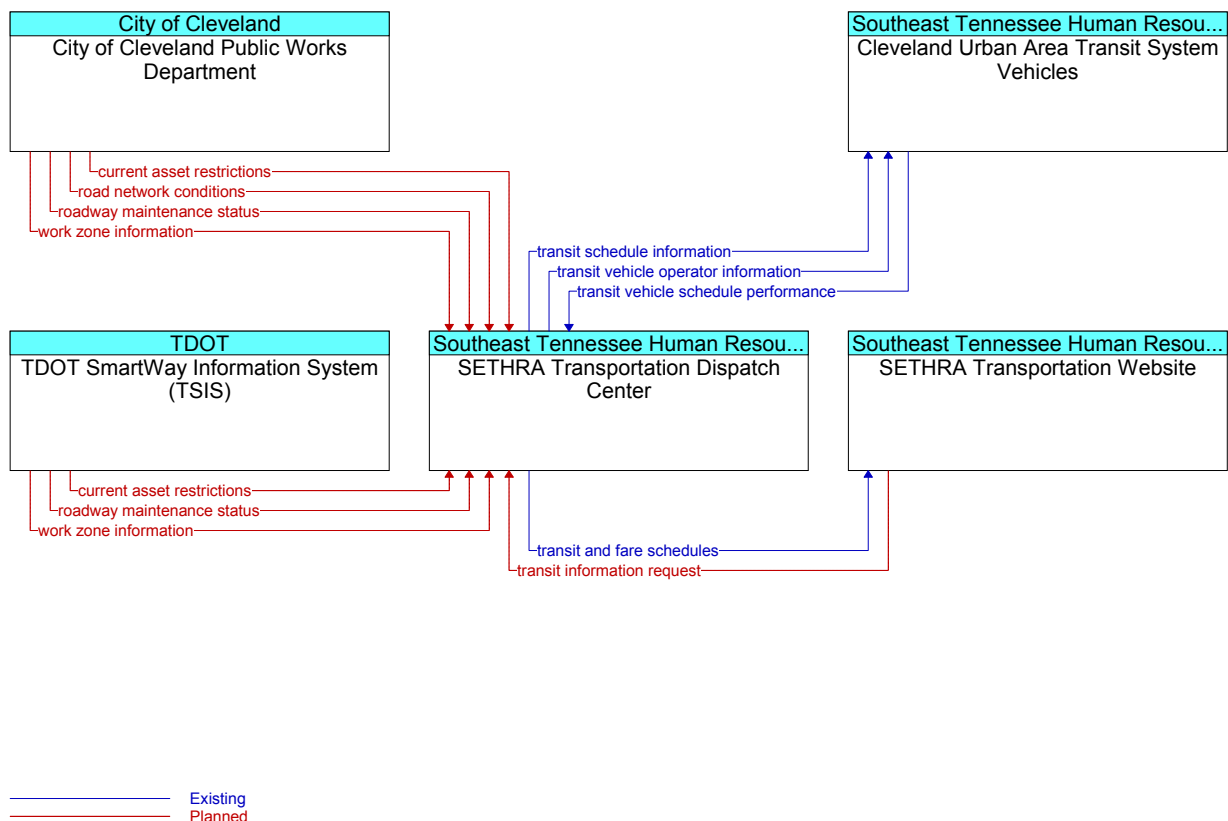 City of Cleveland
City of Cleveland Public Works
Department
Southeast Tennessee Human Resou...
Cleveland Urban Area Transit System
Vehicles
current asset restrictions
road network conditions
roadway maintenance status
work zone information
transit schedule information
transit vehicle operator information
transit vehicle schedule performance
TDOT
TDOT SmartWay Information System
(TSIS)
Southeast Tennessee Human Resou...
SETHRA Transportation Dispatch
Center
Southeast Tennessee Human Resou...
SETHRA Transportation Website
current asset restrictions
roadway maintenance status
work zone information
transit and fare schedules
transit information request
Existing
Planned